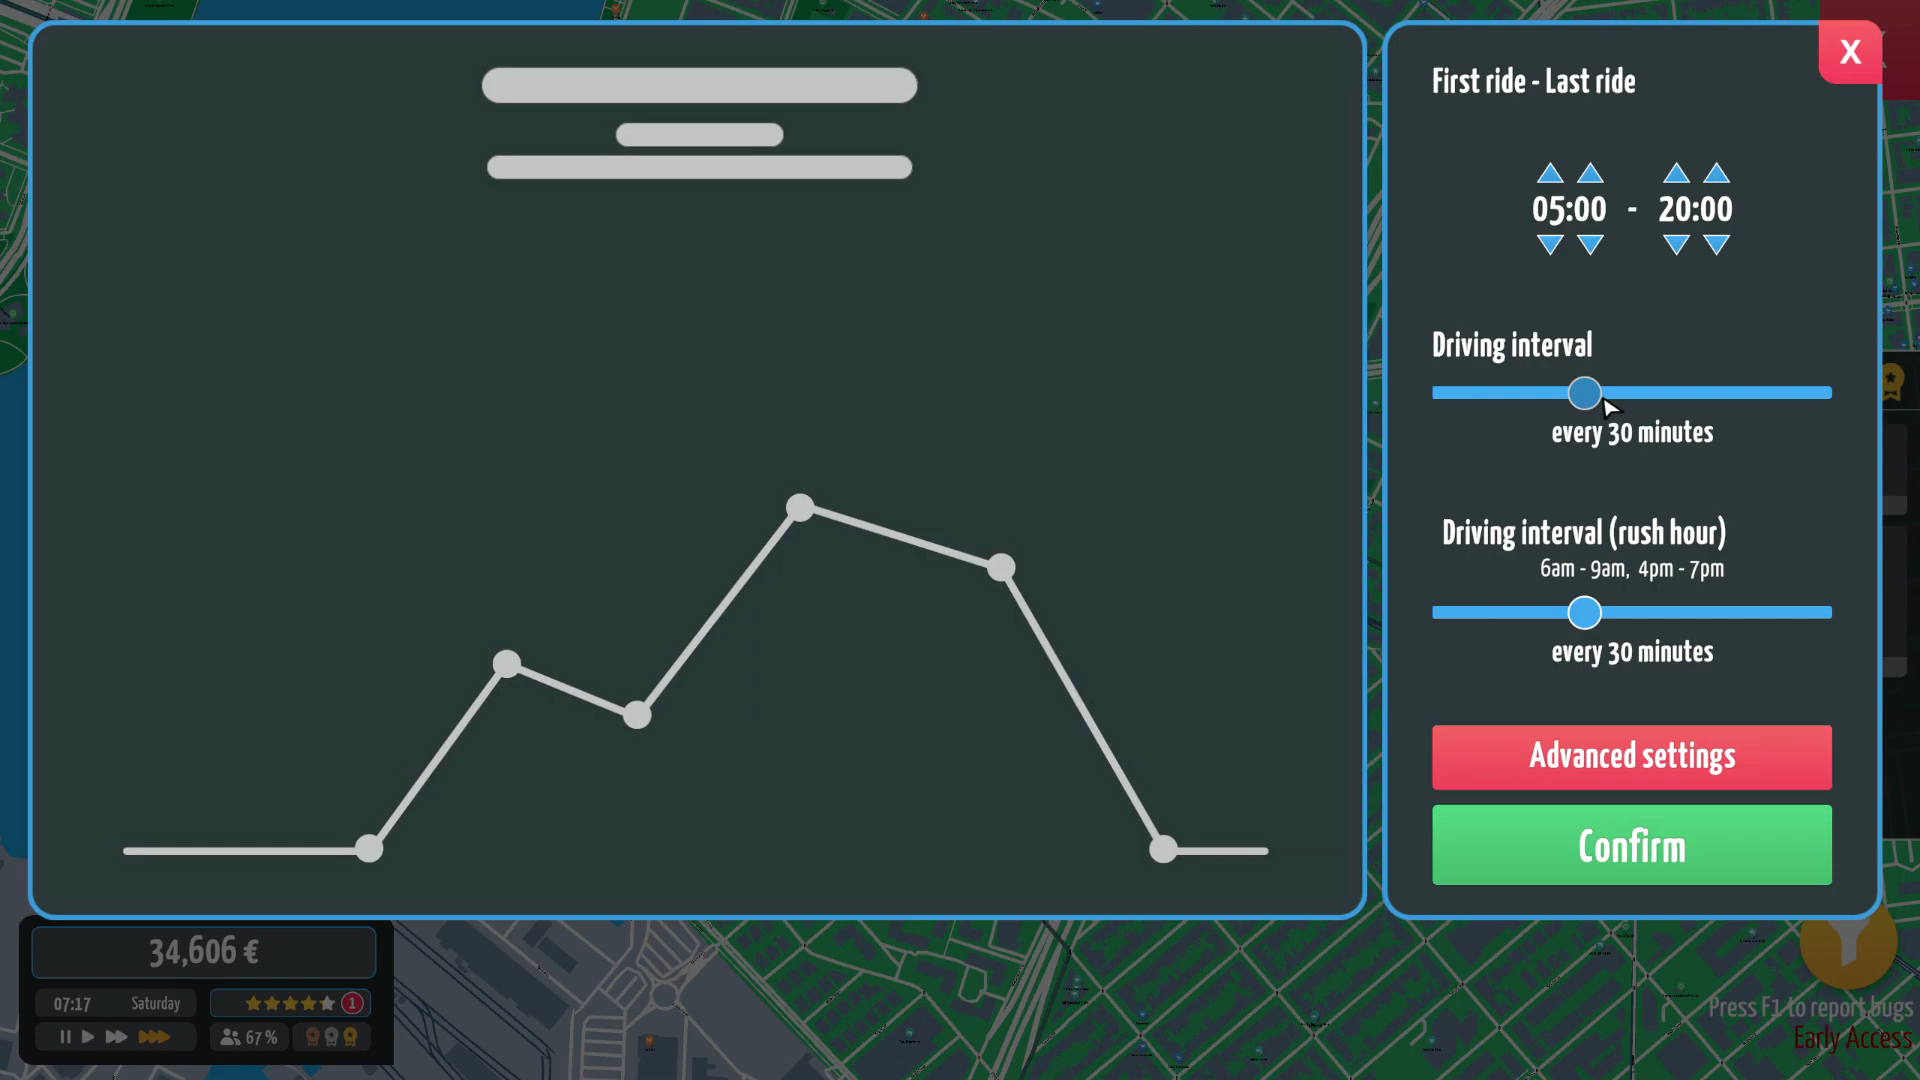 X
First ride - Last ride
05:00 - 20:00
Driving interval
every 30 minutes
Driving interval (rush hour)
6am - 9am, 4pm - 7pm
every 30 minutes
Advanced settings
Confirm
34,606 €
07:17 Saturday
1
67 %
Press F1 to report bugs
Early Access